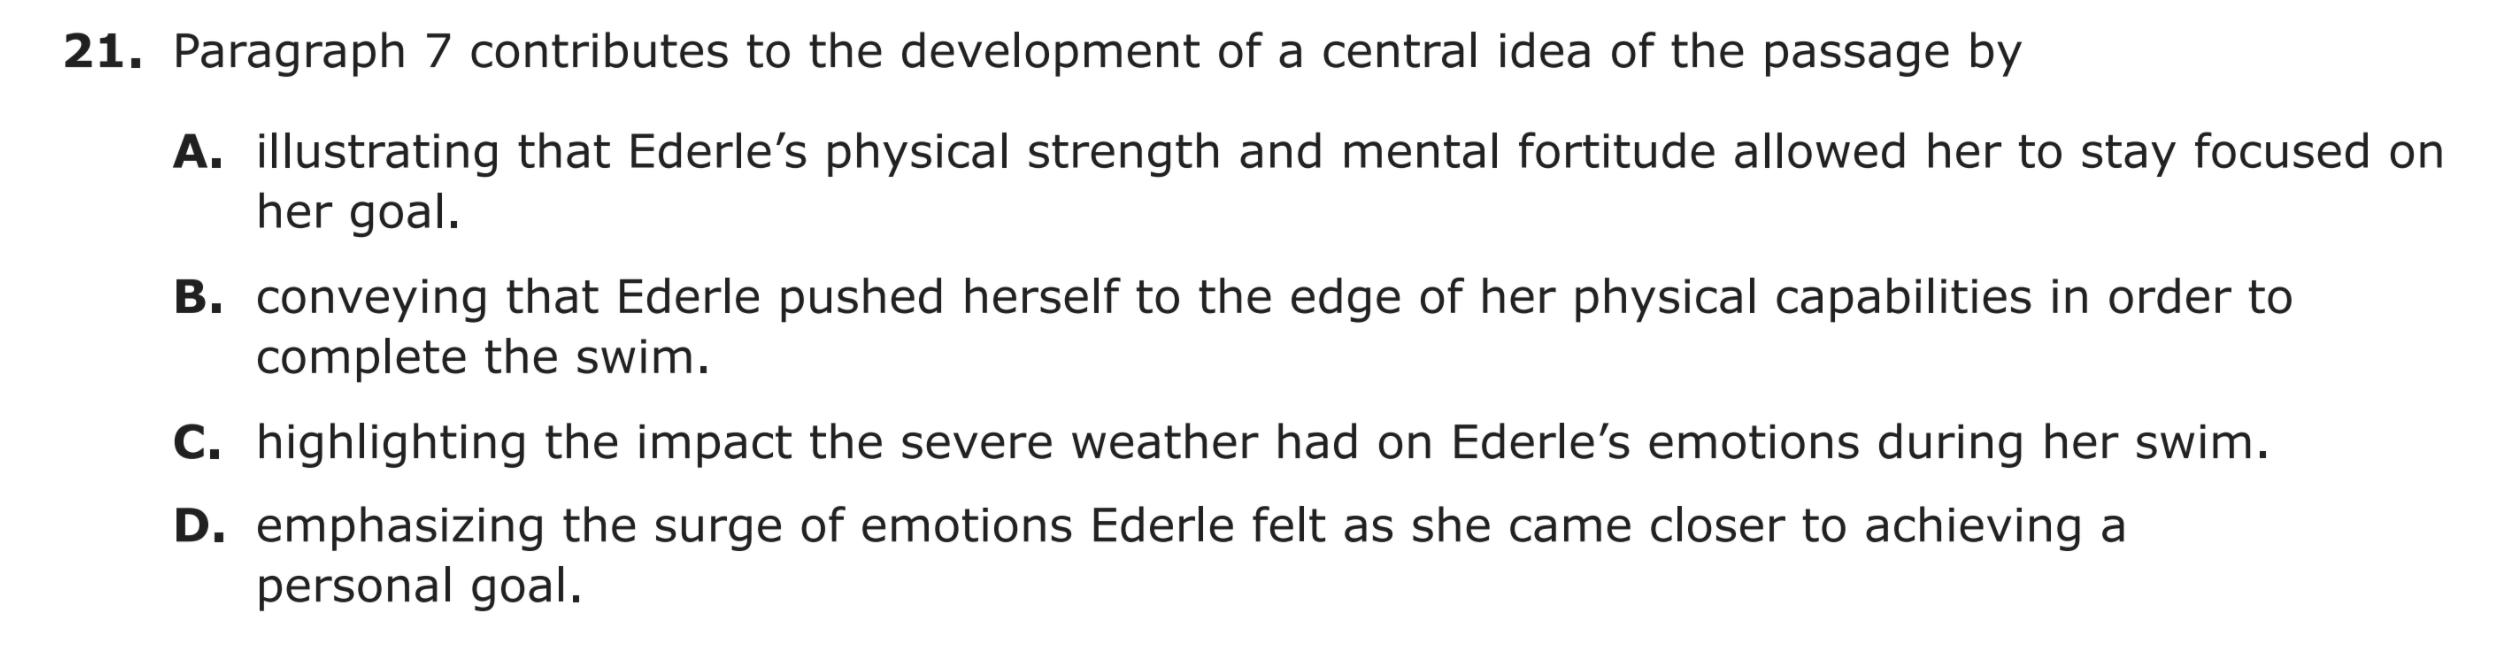 21. Paragraph 7 contributes to the development of a central idea of the passage by
A. illustrating that Ederle’s physical strength and mental fortitude allowed her to stay focused on
her goal.
B. conveying that Ederle pushed herself to the edge of her physical capabilities in order to
complete the swim.
C. highlighting the impact the severe weather had on Ederle’s emotions during her swim.
D. emphasizing the surge of emotions Ederle felt as she came closer to achieving a
personal goal.